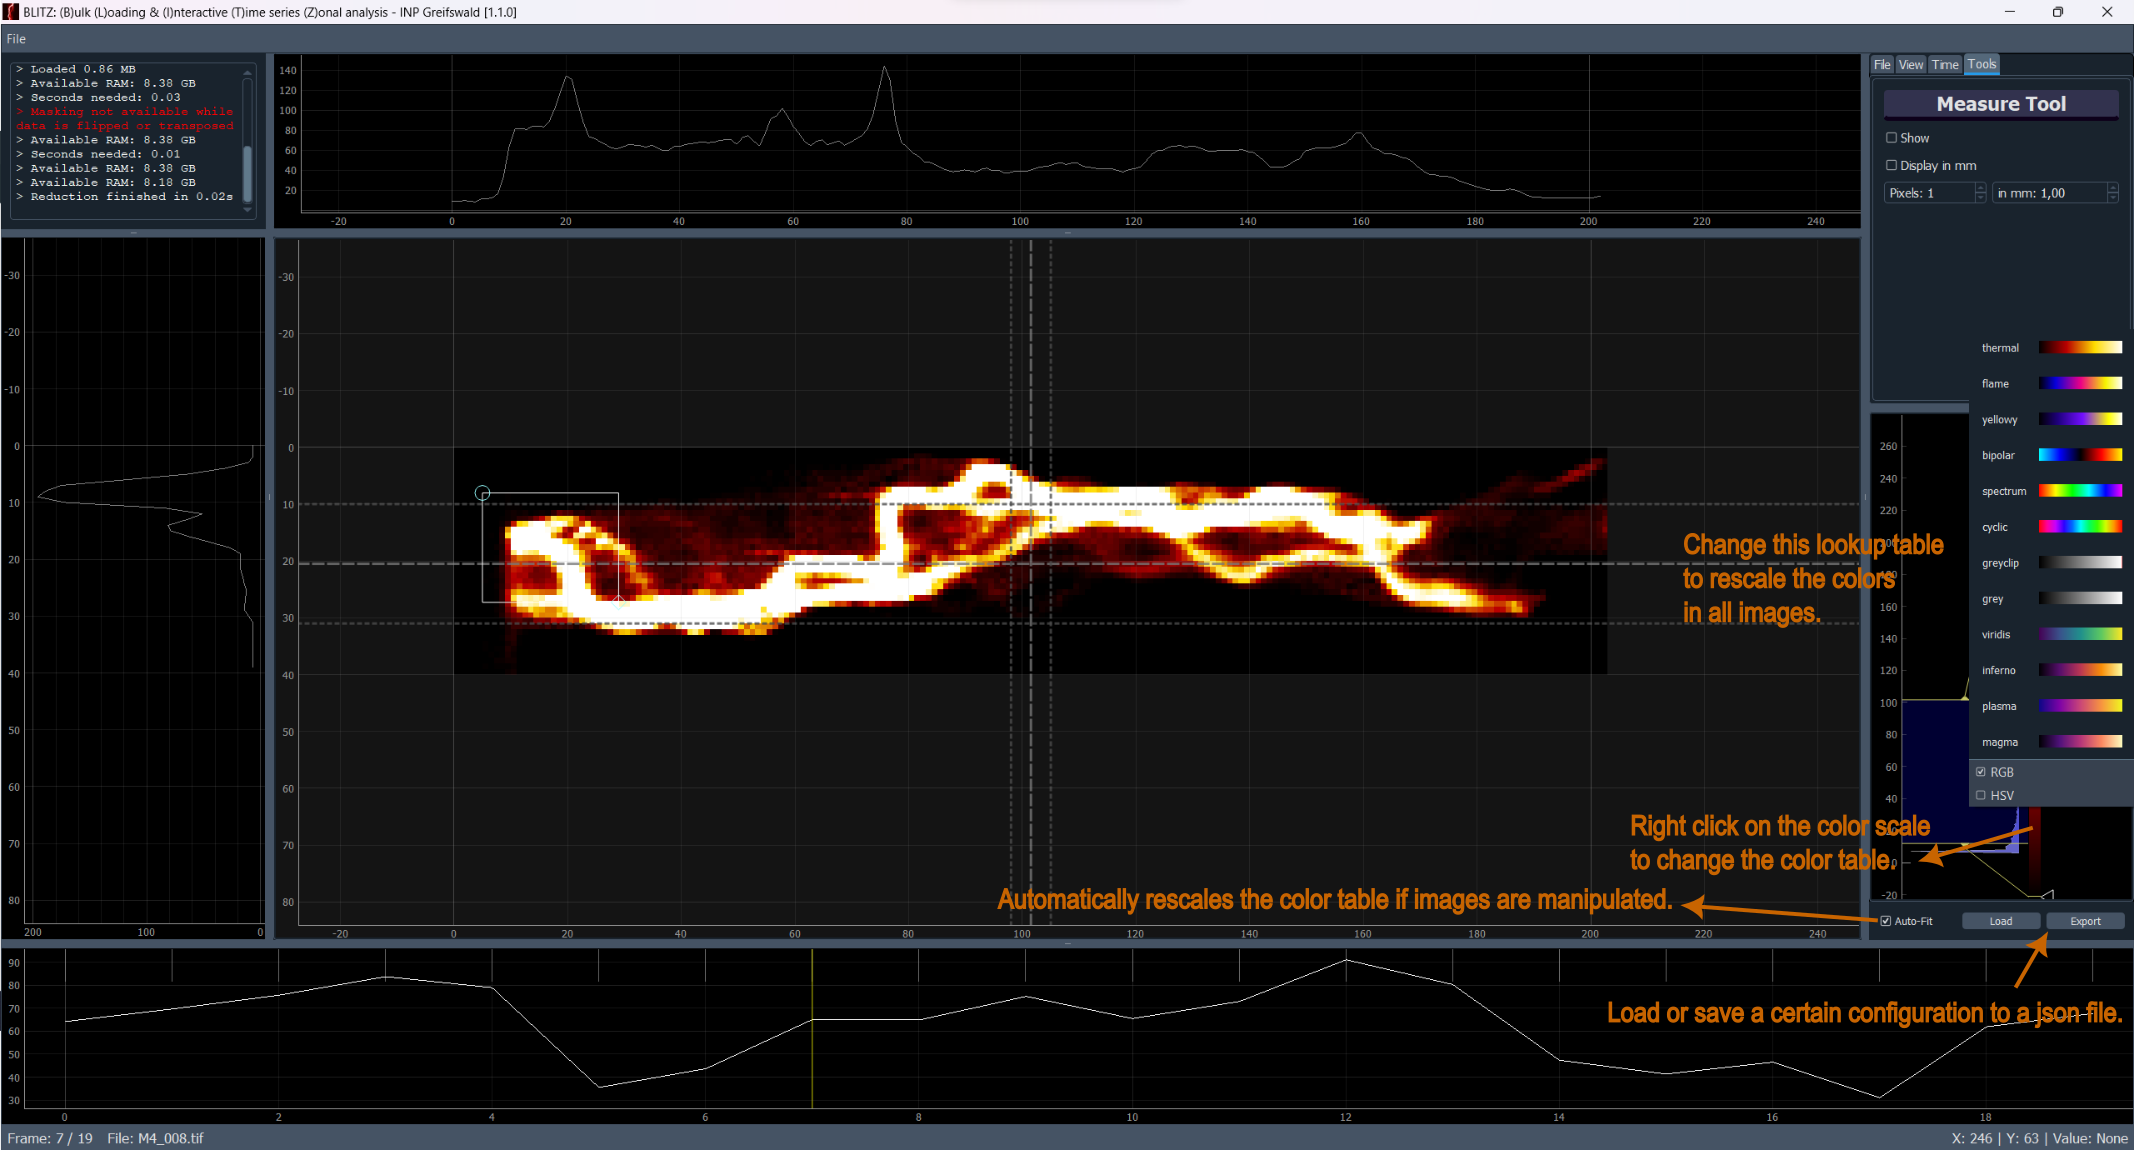 BLITZ: (B)ulk (L)oading & (I)nteractive (T)ime series (Z)onal analysis - INP Greifswald [1.1.0]
File
> Loaded 0.86 MB
> Available RAM: 8.38 GB
> Seconds needed: 0.03
> Masking not available while
data is flipped or transposed
> Available RAM: 8.38 GB
> Seconds needed: 0.01
> Available RAM: 8.38 GB
> Available RAM: 8.18 GB
> Reduction finished in 0.02s
140
120
100
80
60
40
20
-20 0 20 40 60 80 100 120 140 160 180 200 220 240
File View Time Tools
Measure Tool
Show
Display in mm
Pixels: 1 in mm: 1,00
-30
-20
-10
0
10
20
30
40
50
60
70
80
200 100 0
-30
-20
-10
0
10
20
30
40
50
60
70
80
-20 0 20 40 60 80 100 120 140 160 180 200 220 240
Change this lookup table
to rescale the colors
in all images.
Right click on the color scale
to change the color table.
Automatically rescales the color table if images are manipulated.
260
240
220
200
180
160
140
120
100
80
60
40
0
-20
thermal
flame
yellowy
bipolar
spectrum
cyclic
greyclip
grey
viridis
inferno
plasma
magma
RGB
HSV
Auto-Fit Load Export
Load or save a certain configuration to a json file.
90
80
70
60
50
40
30
0 2 4 6 8 10 12 14 16 18
Frame: 7 / 19 File: M4_008.tif
X: 246 | Y: 63 | Value: None